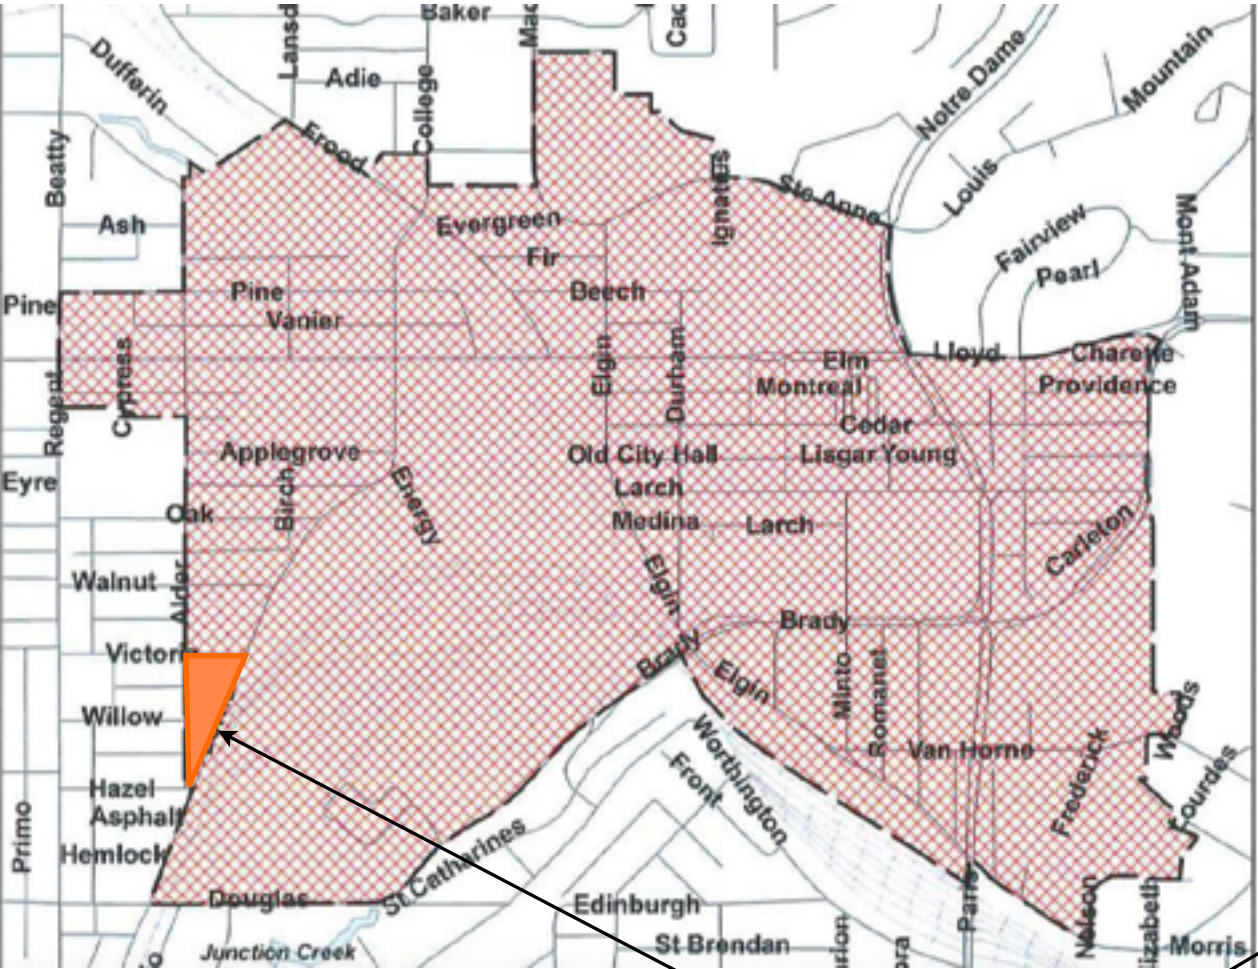 Baker
Lansd
Mac
Cac
Dufferin
Adie
College
Notre Dame
Mountain
Frood
Beatty
Ignatius
Ste-Anne
Louis
Ash
Evergreen
Fairview
Mont Adam
Fir
Pearl
Pine
Pine
Beech
Vanier
Elgin
Durham
Elm
Lloyd
Charette
Cypress
Regent
Montreal
Providence
Cedar
Applegrove
Old City Hall
Lisgar
Young
Eyre
Birch
Energy
Larch
Oak
Medina
Larch
Carleton
Walnut
Alder
Elgin
Brady
Victori
Brady
Elgin
Minto
Romanet
Willow
Woods
Worthington
Van Horne
Front
Frederick
Hazel
Lourdes
Asphalt
Primo
Hemlock
St Catharines
Douglas
Edinburgh
Paris
Nelson
lizabeth
Junction Creek
St Brendan
arion
ora
Morris